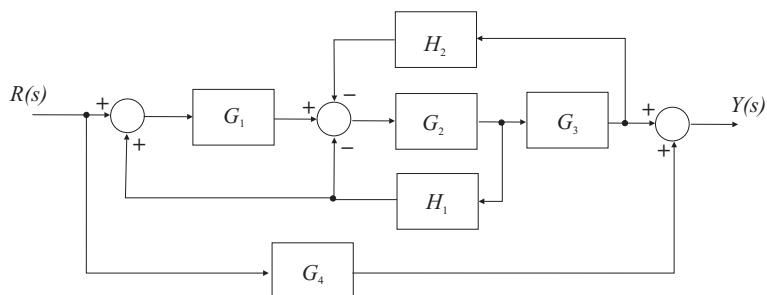 H₂
R(s)
+
−
+
+
Y(s)
G₁
G₂
G₃
+
−
+
H₁
G₄